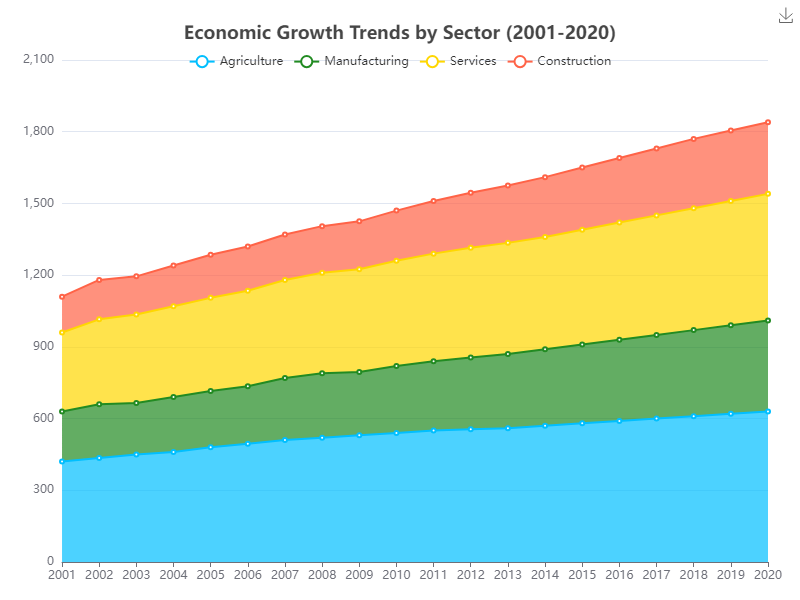 Economic Growth Trends by Sector (2001-2020)
Agriculture Manufacturing Services Construction
2,100
1,800
1,500
1,200
900
600
300
0
2001 2002 2003 2004 2005 2006 2007 2008 2009 2010 2011 2012 2013 2014 2015 2016 2017 2018 2019 2020